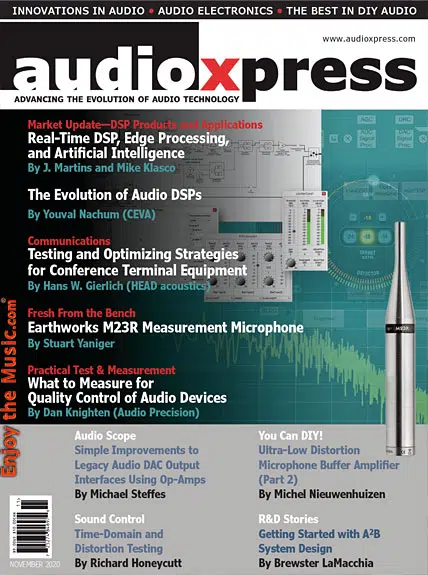 INNOVATIONS IN AUDIO • AUDIO ELECTRONICS • THE BEST IN DIY AUDIO
www.audioxpress.com
audioxpress
ADVANCING THE EVOLUTION OF AUDIO TECHNOLOGY
Market Update—DSP Products and Applications
Real-Time DSP, Edge Processing,
and Artificial Intelligence
By J. Martins and Mike Klasco
The Evolution of Audio DSPs
By Youval Nachum (CEVA)
Communications
Testing and Optimizing Strategies
for Conference Terminal Equipment
By Hans W. Gierlich (HEAD acoustics)
Fresh From the Bench
Earthworks M23R Measurement Microphone
By Stuart Yaniger
Practical Test & Measurement
What to Measure for
Quality Control of Audio Devices
By Dan Knighten (Audio Precision)
M23R
Enjoy the Music.com®
Audio Scope
Simple Improvements to
Legacy Audio DAC Output
Interfaces Using Op-Amps
By Michael Steffes
You Can DIY!
Ultra-Low Distortion
Microphone Buffer Amplifier
(Part 2)
By Michel Nieuwenhuizen
Sound Control
Time-Domain and
Distortion Testing
By Richard Honeycutt
R&D Stories
Getting Started with A²B
System Design
By Brewster LaMacchia
NOVEMBER 2020